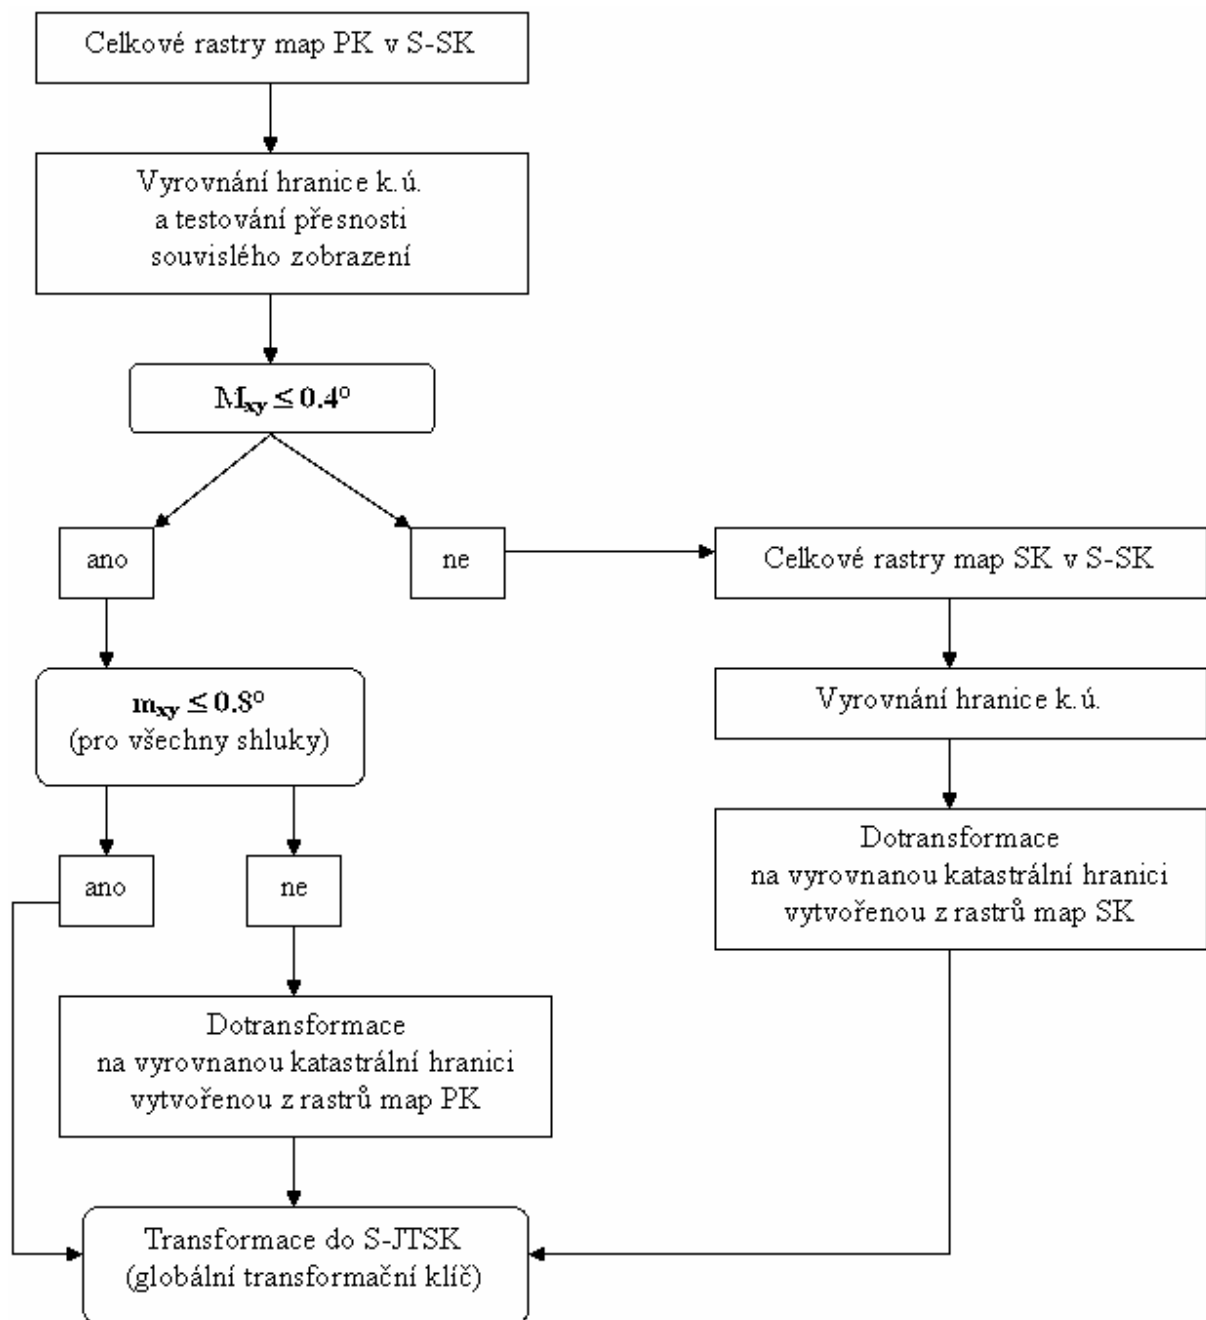 Celkové rastry map PK v S-SK
Vyrovnání hranice k.ú.
a testování přesnosti
souvislého zobrazení
Mxy ≤ 0.4°
ano
ne
Celkové rastry map SK v S-SK
mxy ≤ 0.8°
(pro všechny shluky)
Vyrovnání hranice k.ú.
ano
ne
Dotransformace
na vyrovnanou katastrální hranici
vytvořenou z rastrů map SK
Dotransformace
na vyrovnanou katastrální hranici
vytvořenou z rastrů map PK
Transformace do S-JTSK
(globální transformační klíč)